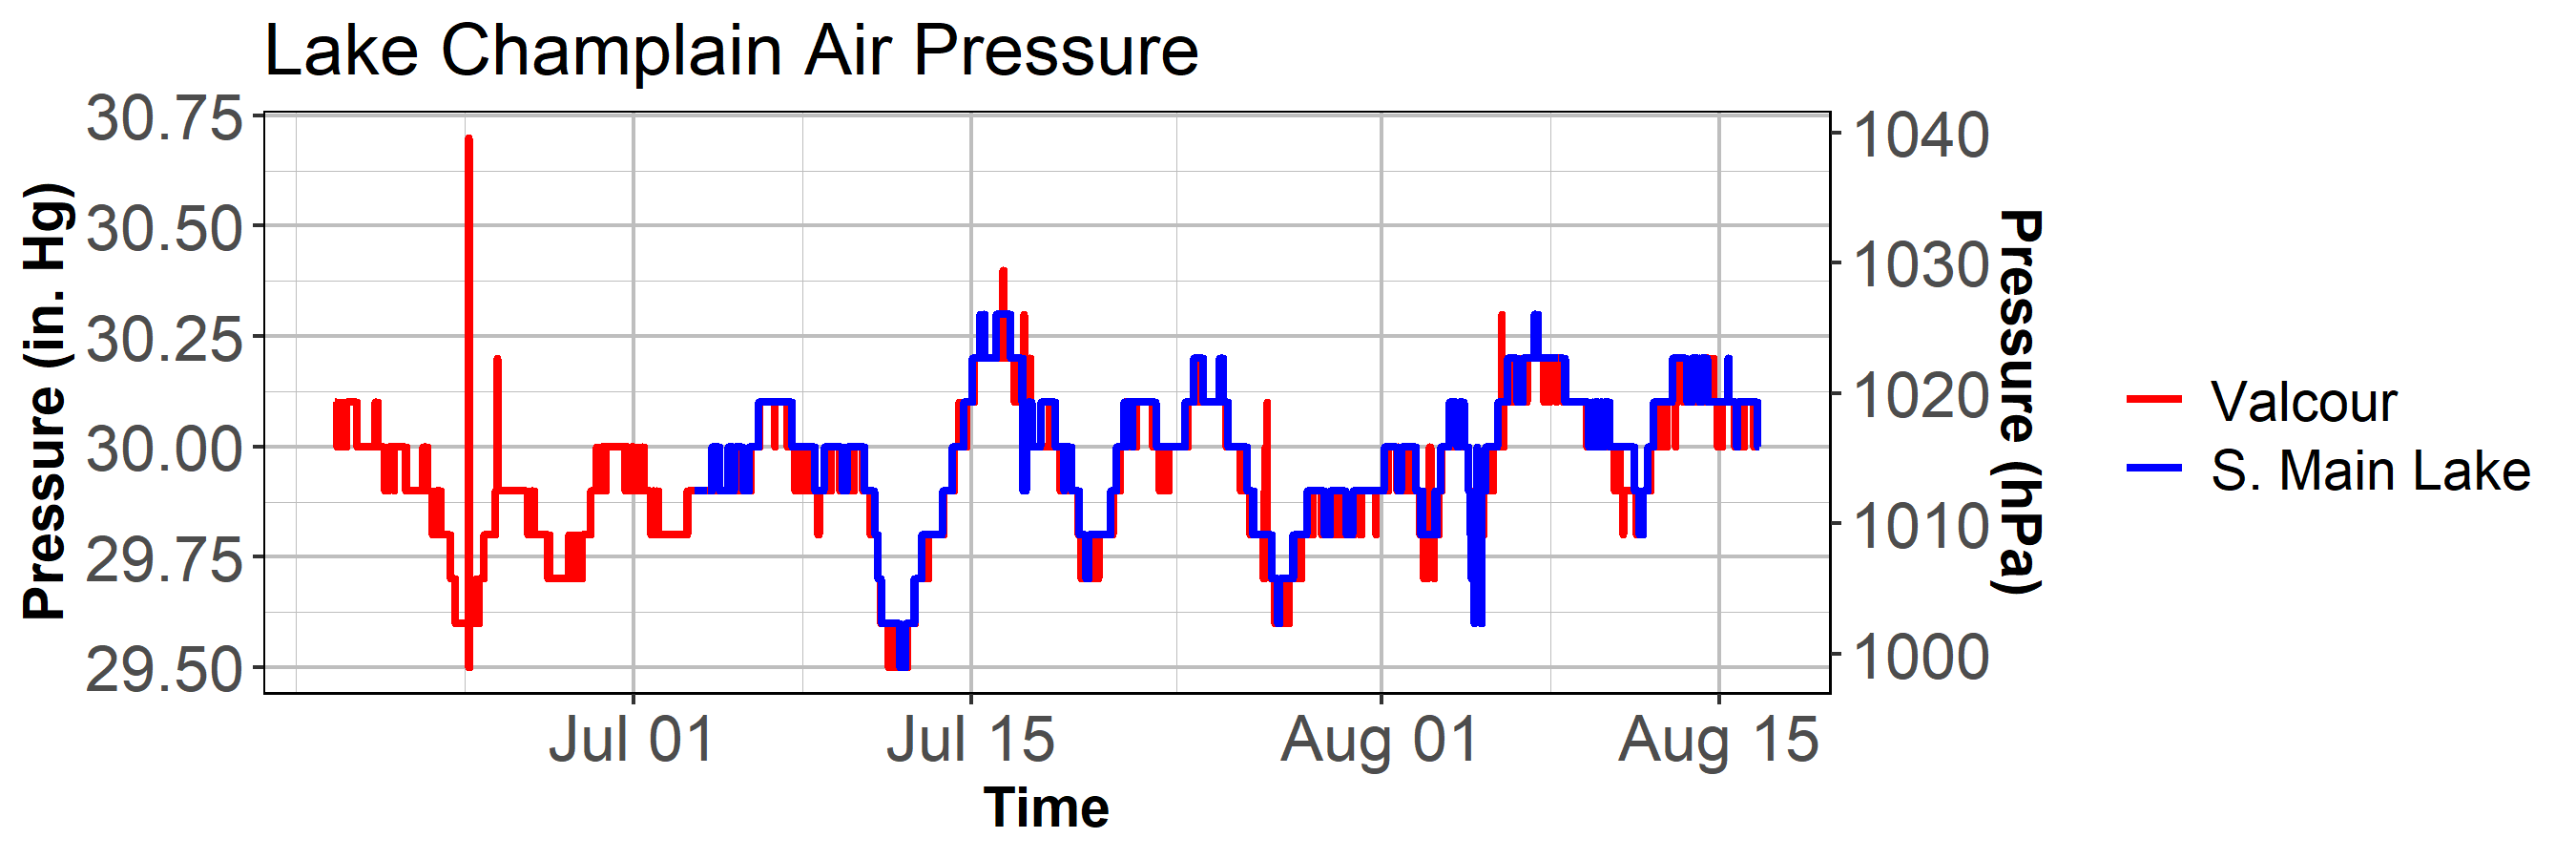 Lake Champlain Air Pressure
30.75
30.50
30.25
30.00
29.75
29.50
Pressure (in. Hg)
1040
1030
1020
1010
1000
Pressure (hPa)
Jul 01
Jul 15
Aug 01
Aug 15
Time
Valcour
S. Main Lake